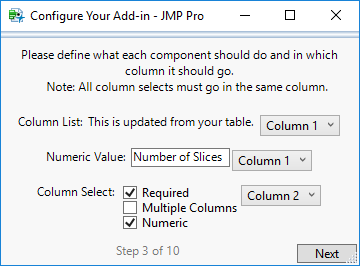 Configure Your Add-in - JMP Pro
Please define what each component should do and in which
column it should go.
Note: All column selects must go in the same column.
Column List: This is updated from your table. Column 1
Numeric Value: Number of Slices Column 1
Column Select: Required Column 2
Multiple Columns
Numeric
Step 3 of 10
Next